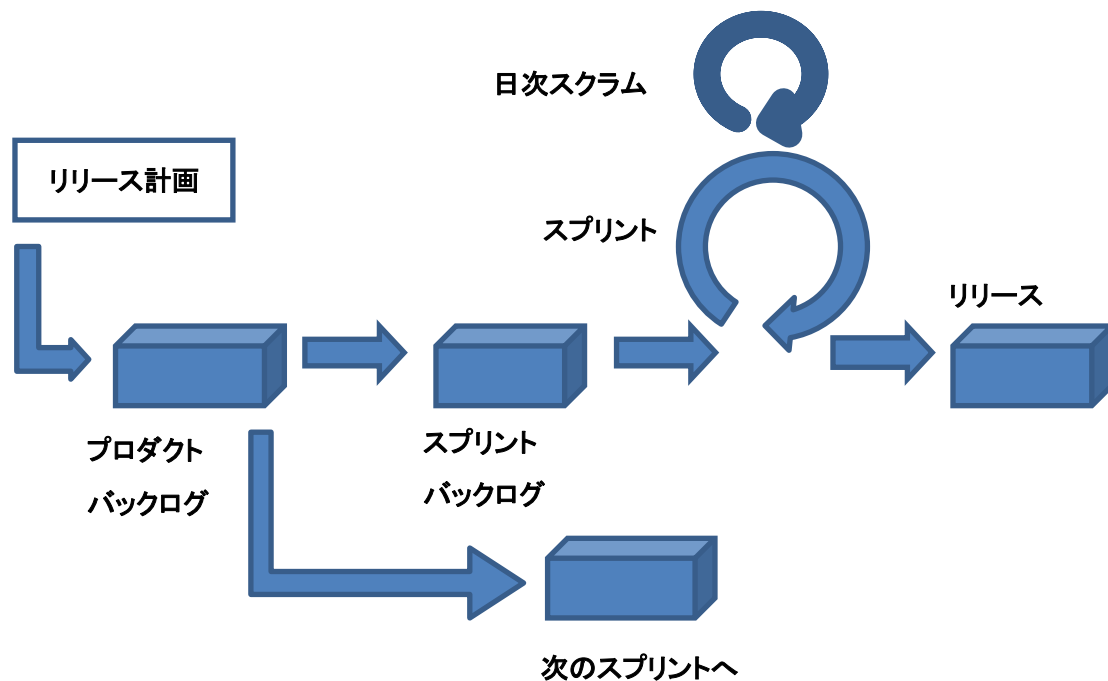 日次スクラム
リリース計画
スプリント
リリース
プロダクト
バックログ
スプリント
バックログ
次のスプリントへ